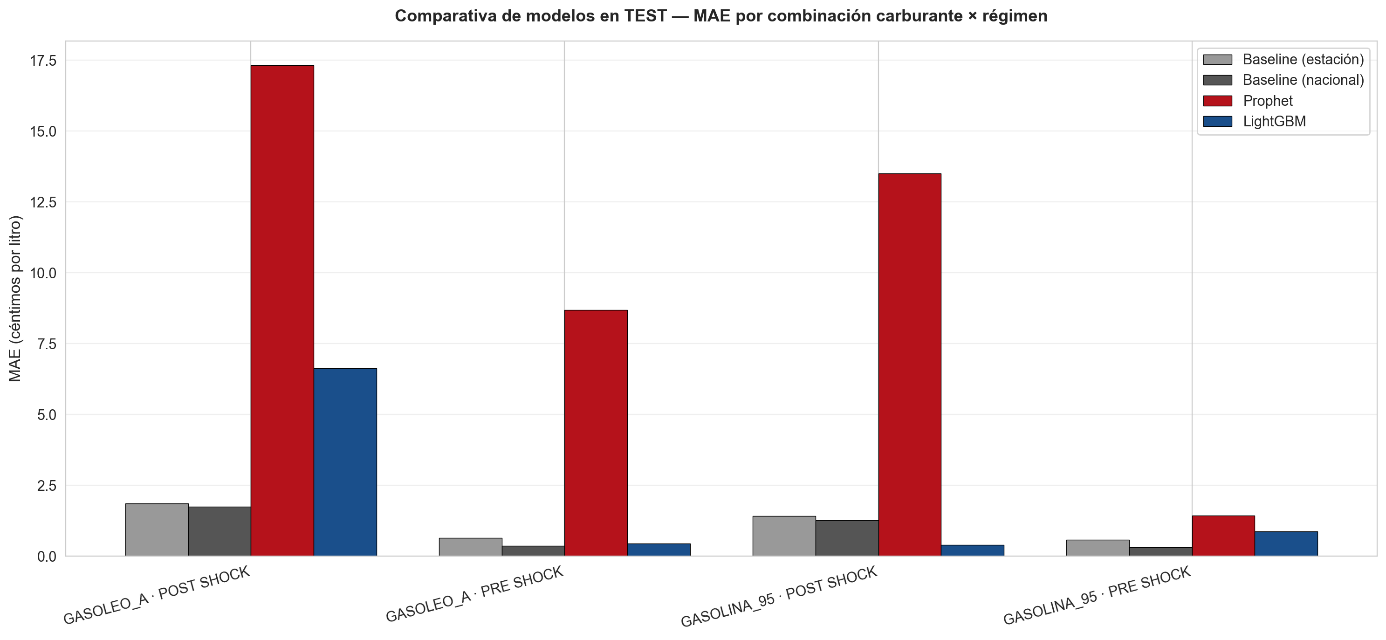 Comparativa de modelos en TEST — MAE por combinación carburante × régimen
MAE (céntimos por litro)
17.5
15.0
12.5
10.0
7.5
5.0
2.5
0.0
Baseline (estación)
Baseline (nacional)
Prophet
LightGBM
GASOLEO_A · POST SHOCK
GASOLEO_A · PRE SHOCK
GASOLINA_95 · POST SHOCK
GASOLINA_95 · PRE SHOCK